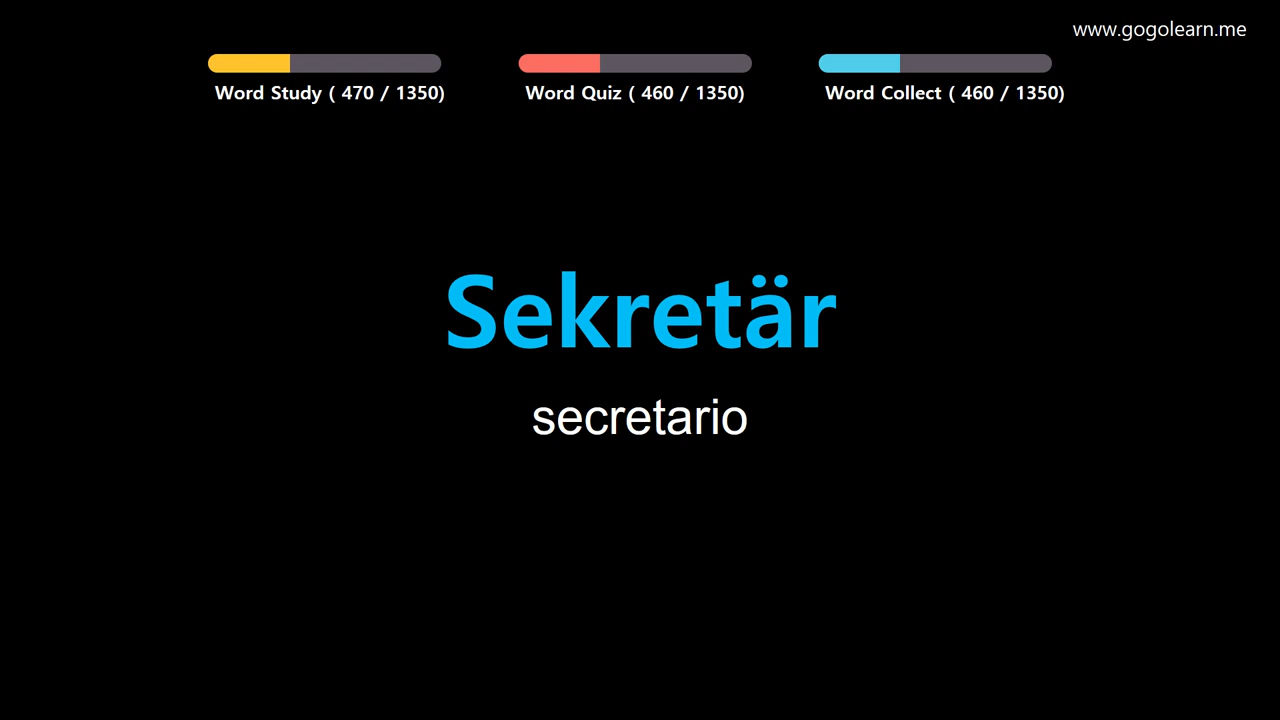 www.gogolearn.me
Word Study ( 470 / 1350)
Word Quiz ( 460 / 1350)
Word Collect ( 460 / 1350)
Sekretär
secretario